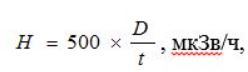 H = 500 × D/t , мкЗв/ч,